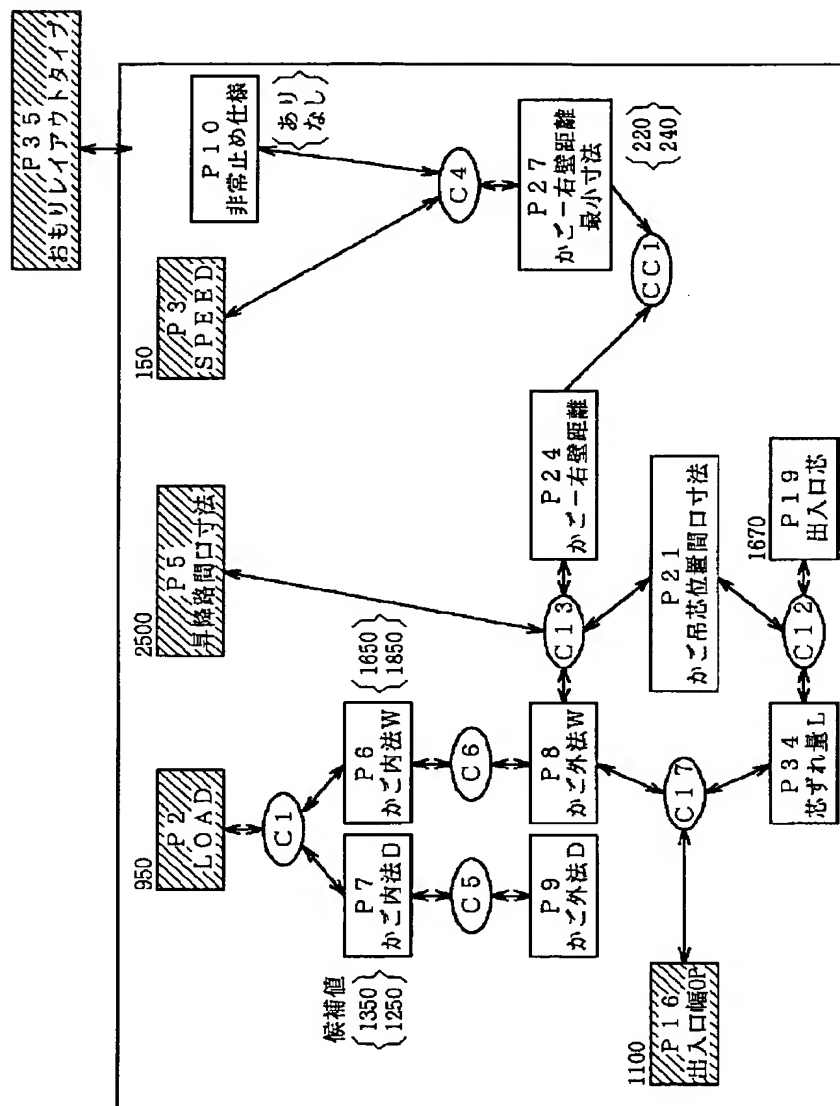 P35
おもりレイアウトタイプ
950
P2
LOAD
2500
P5
昇降路間口寸法
150
P3
SPEED
P10
非常止め仕様
あり
なし
C1
候補値
1350
1250
P7
かご内法D
P6
かご内法W
1650
1850
C4
C5
C6
P9
かご外法D
P8
かご外法W
C13
P24
かご－右壁距離
P27
かご－右壁距離
最小寸法
220
240
CC1
1100
P16
出入口幅OP
C17
P21
かご吊芯位置間口寸法
P34
芯ずれ量L
C12
1670
P19
出入口芯